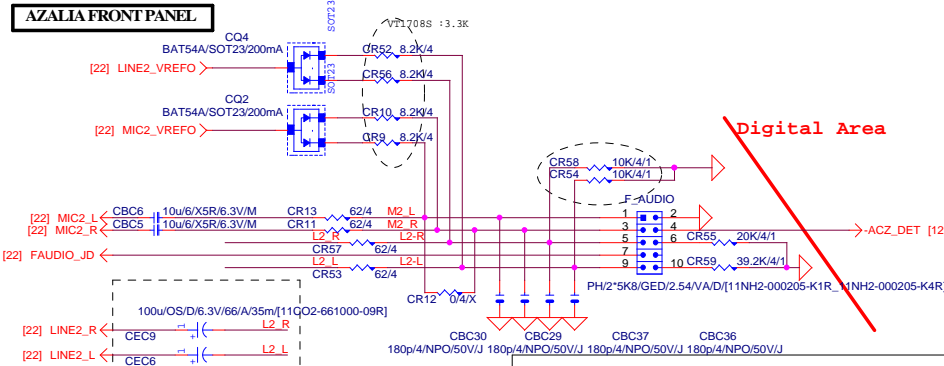 AZALIA FRONT PANEL
SOT23
VT1708S :3.3K
CQ4
BAT54A/SOT23/200mA
CR52 8.2K/4
[22] LINE2_VREFO
SOT23
CR56 8.2K/4
CQ2
BAT54A/SOT23/200mA
CR10 8.2K/4
[22] MIC2_VREFO
CR9 8.2K/4
Digital Area
CR58 10K/4/1
CR54 10K/4/1
F_AUDIO
[22] MIC2_L CBC6 10u/6/X5R/6.3V/M CR13 62/4 M2_L 1 2
[22] MIC2_R CBC5 10u/6/X5R/6.3V/M CR11 62/4 M2_R 3 4 -ACZ_DET [12
L2_R L2-R 5 6 CR55 20K/4/1
CR57 62/4
[22] FAUDIO_JD 7
L2_L L2-L 9 10 CR59 39.2K/4/1
CR53 62/4
PH/2*5K8/GED/2.54/VA/D/[11NH2-000205-K1R_11NH2-000205-K4R]
CR12 0/4/X
100u/OS/D/6.3V/66/A/35m/[11CO2-661000-09R]
[22] LINE2_R 1 + L2_R
CEC9
CBC30 CBC29 CBC37 CBC36
180p/4/NPO/50V/J 180p/4/NPO/50V/J 180p/4/NPO/50V/J 180p/4/NPO/50V/J
[22] LINE2_L 1 + L2_L
CEC6